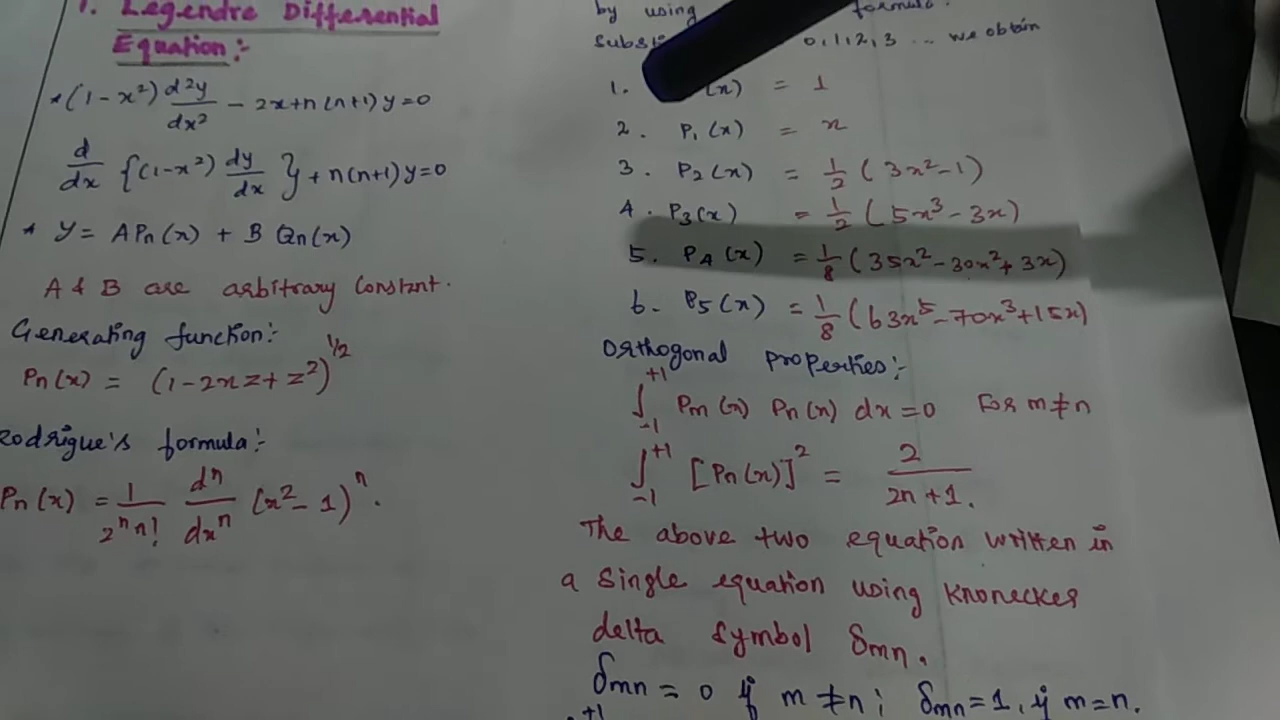 1. Legendre Differential
Equation:-
* (1-x²) d²y/dx² - 2x+n(n+1)y=0
d/dx {(1-x²) dy/dx } + n(n+1)y=0
* y = APn(x) + B Qn(x)
A & B are arbitrary Constant.
Generating function:-
Pn(x) = (1-2xz+z²)^1/2
Rodrigue's formula:-
Pn(x) = 1/2ⁿn! dⁿ/dxⁿ (x²-1)ⁿ.
by using formula.
0,1,2,3 ... we obtain
1. (x) = 1
2. P₁(x) = x
3. P₂(x) = 1/2 (3x²-1)
4. P₃(x) = 1/2 (5x³-3x)
5. P₄(x) = 1/8 (35x²-30x²+3x)
6. P₅(x) = 1/8 (63x⁵-70x³+15x)
Orthogonal properties:-
∫₋₁⁺¹ Pm(x) Pn(x) dx=0 For m≠n
∫₋₁⁺¹ [Pn(x)]² = 2/2n+1.
The above two equation written in
a single equation using Kronecker
delta symbol δmn.
δmn = 0 if m≠n; δmn=1, if m=n.
+1